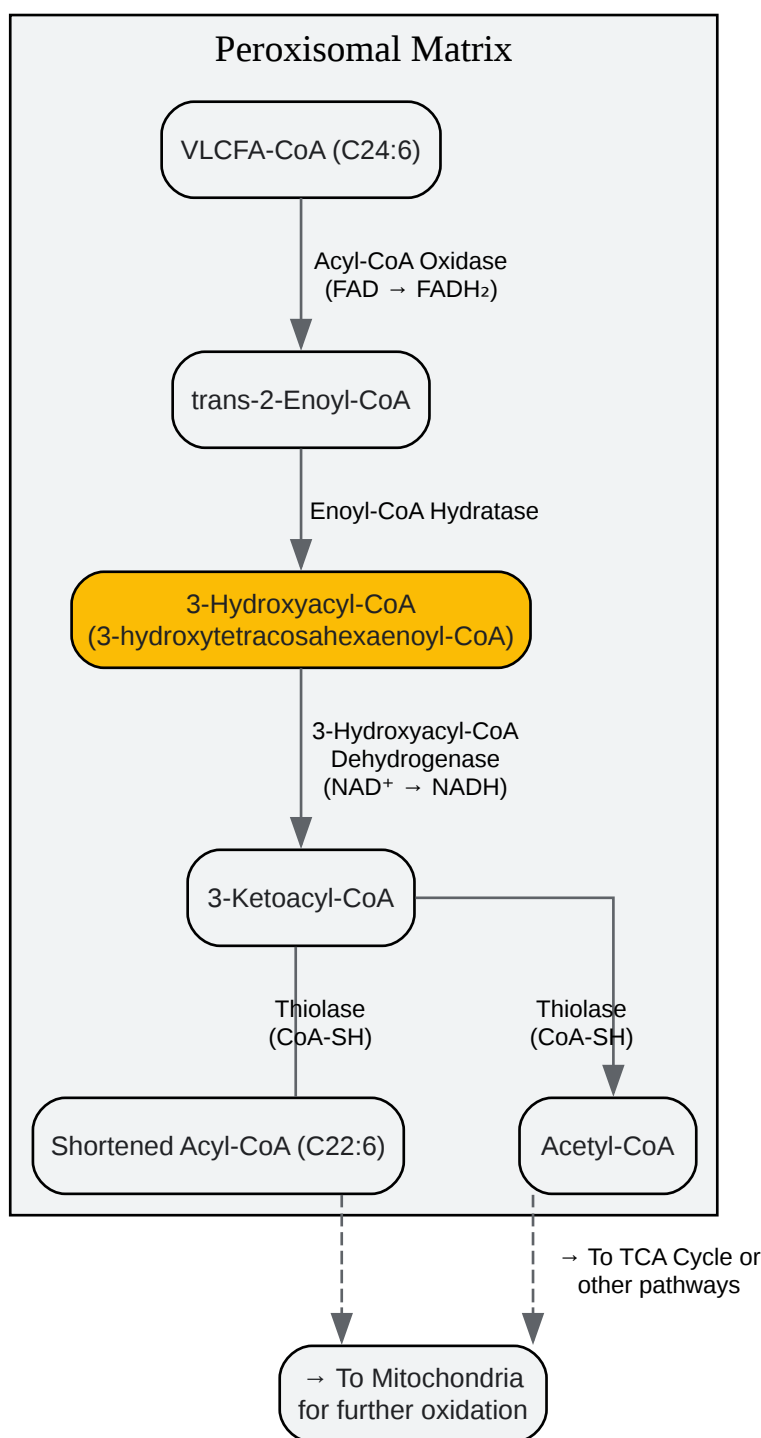 Peroxisomal Matrix
VLCFA-CoA (C24:6)
Acyl-CoA Oxidase
(FAD → FADH₂)
trans-2-Enoyl-CoA
Enoyl-CoA Hydratase
3-Hydroxyacyl-CoA
(3-hydroxytetracosahexaenoyl-CoA)
3-Hydroxyacyl-CoA
Dehydrogenase
(NAD⁺ → NADH)
3-Ketoacyl-CoA
Thiolase
(CoA-SH)
Thiolase
(CoA-SH)
Shortened Acyl-CoA (C22:6)
Acetyl-CoA
→ To TCA Cycle or
other pathways
→ To Mitochondria
for further oxidation